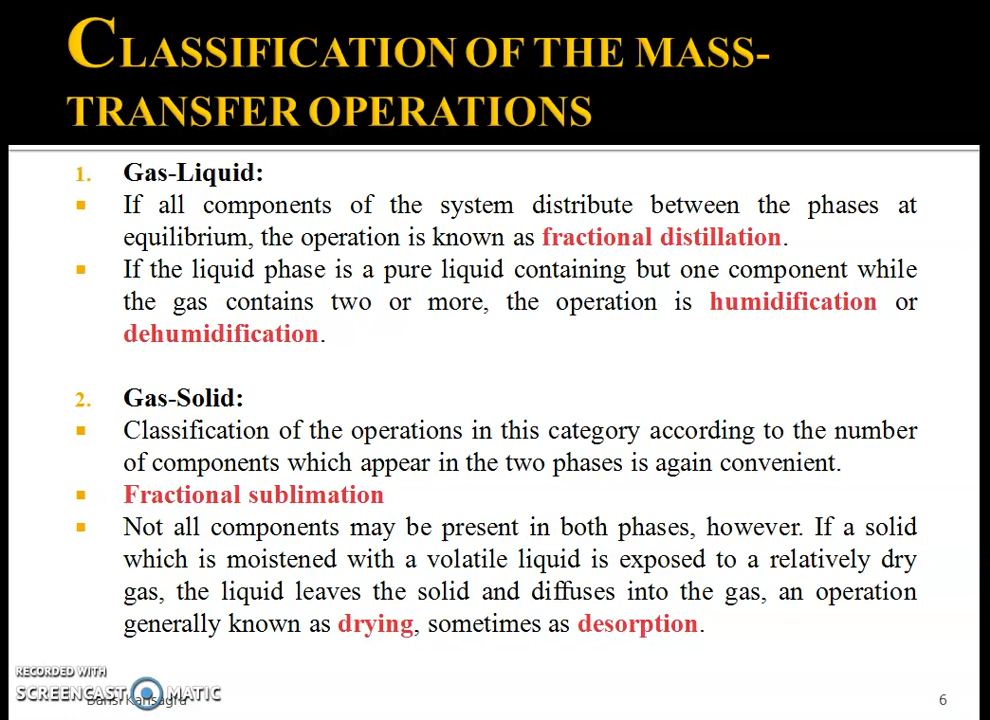 CLASSIFICATION OF THE MASS-
TRANSFER OPERATIONS
1. Gas-Liquid:
▪ If all components of the system distribute between the phases at
equilibrium, the operation is known as fractional distillation.
▪ If the liquid phase is a pure liquid containing but one component while
the gas contains two or more, the operation is humidification or
dehumidification.
2. Gas-Solid:
▪ Classification of the operations in this category according to the number
of components which appear in the two phases is again convenient.
▪ Fractional sublimation
▪ Not all components may be present in both phases, however. If a solid
which is moistened with a volatile liquid is exposed to a relatively dry
gas, the liquid leaves the solid and diffuses into the gas, an operation
generally known as drying, sometimes as desorption.
RECORDED WITH
SCREENCAST MATIC
Bansi Kansagra
6